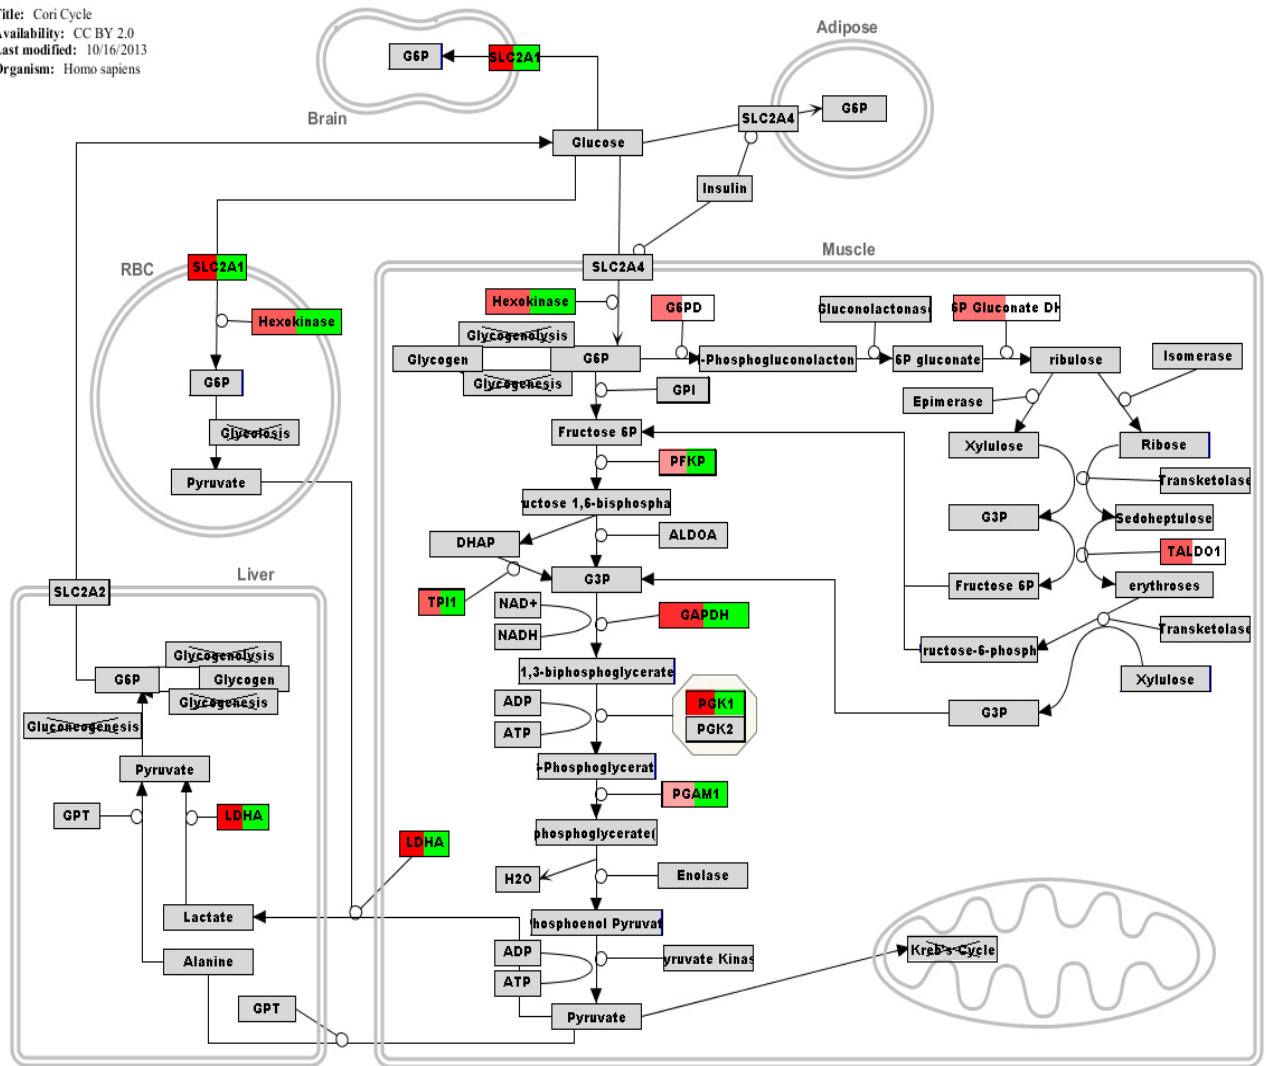 Title: Cori Cycle
Availability: CC BY 2.0
Last modified: 10/16/2013
Organism: Homo sapiens
G6P
SLC2A1
Brain
Adipose
SLC2A4
G6P
Glucose
Insulin
RBC
SLC2A1
Hexokinase
G6P
Glycolosis
Pyruvate
Muscle
SLC2A4
Hexokinase
G6PD
Gluconolactonas
6P Gluconate DH
Glycogenolysis
Glycogen
G6P
Glycogenesis
-Phosphogluconolacton
6P gluconate
ribulose
Isomerase
GPI
Epimerase
Fructose 6P
Xylulose
Ribose
PFKP
Transketolase
uctose 1,6-bisphospha
G3P
Sedoheptulose
DHAP
ALDOA
TALDO1
G3P
Fructose 6P
erythroses
TPI1
NAD+
NADH
GAPDH
Transketolase
ructose-6-phosph
1,3-biphosphoglycerate
Xylulose
ADP
ATP
PGK1
PGK2
G3P
-Phosphoglycerat
PGAM1
phosphoglycerate(
H2O
Enolase
hosphoenol Pyruvat
ADP
ATP
yruvate Kinas
Kreb's Cycle
Pyruvate
Liver
SLC2A2
Glycogenolysis
G6P
Glycogen
Glycogenesis
Gluconeogenesis
Pyruvate
GPT
LDHA
LDHA
Lactate
Alanine
GPT